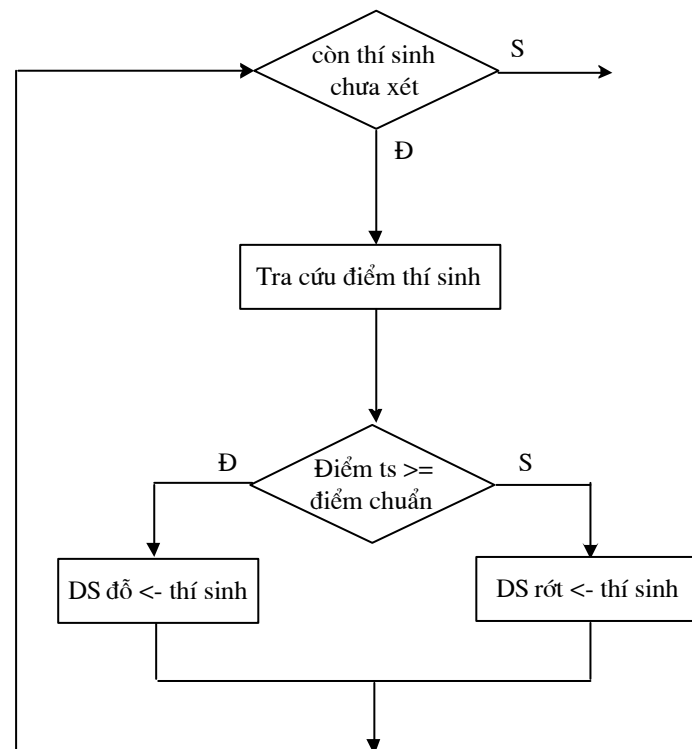 còn thí sinh
chưa xét
S
Đ
Tra cứu điểm thí sinh
Đ
Điểm ts >=
điểm chuẩn
S
DS đỗ <- thí sinh
DS rớt <- thí sinh